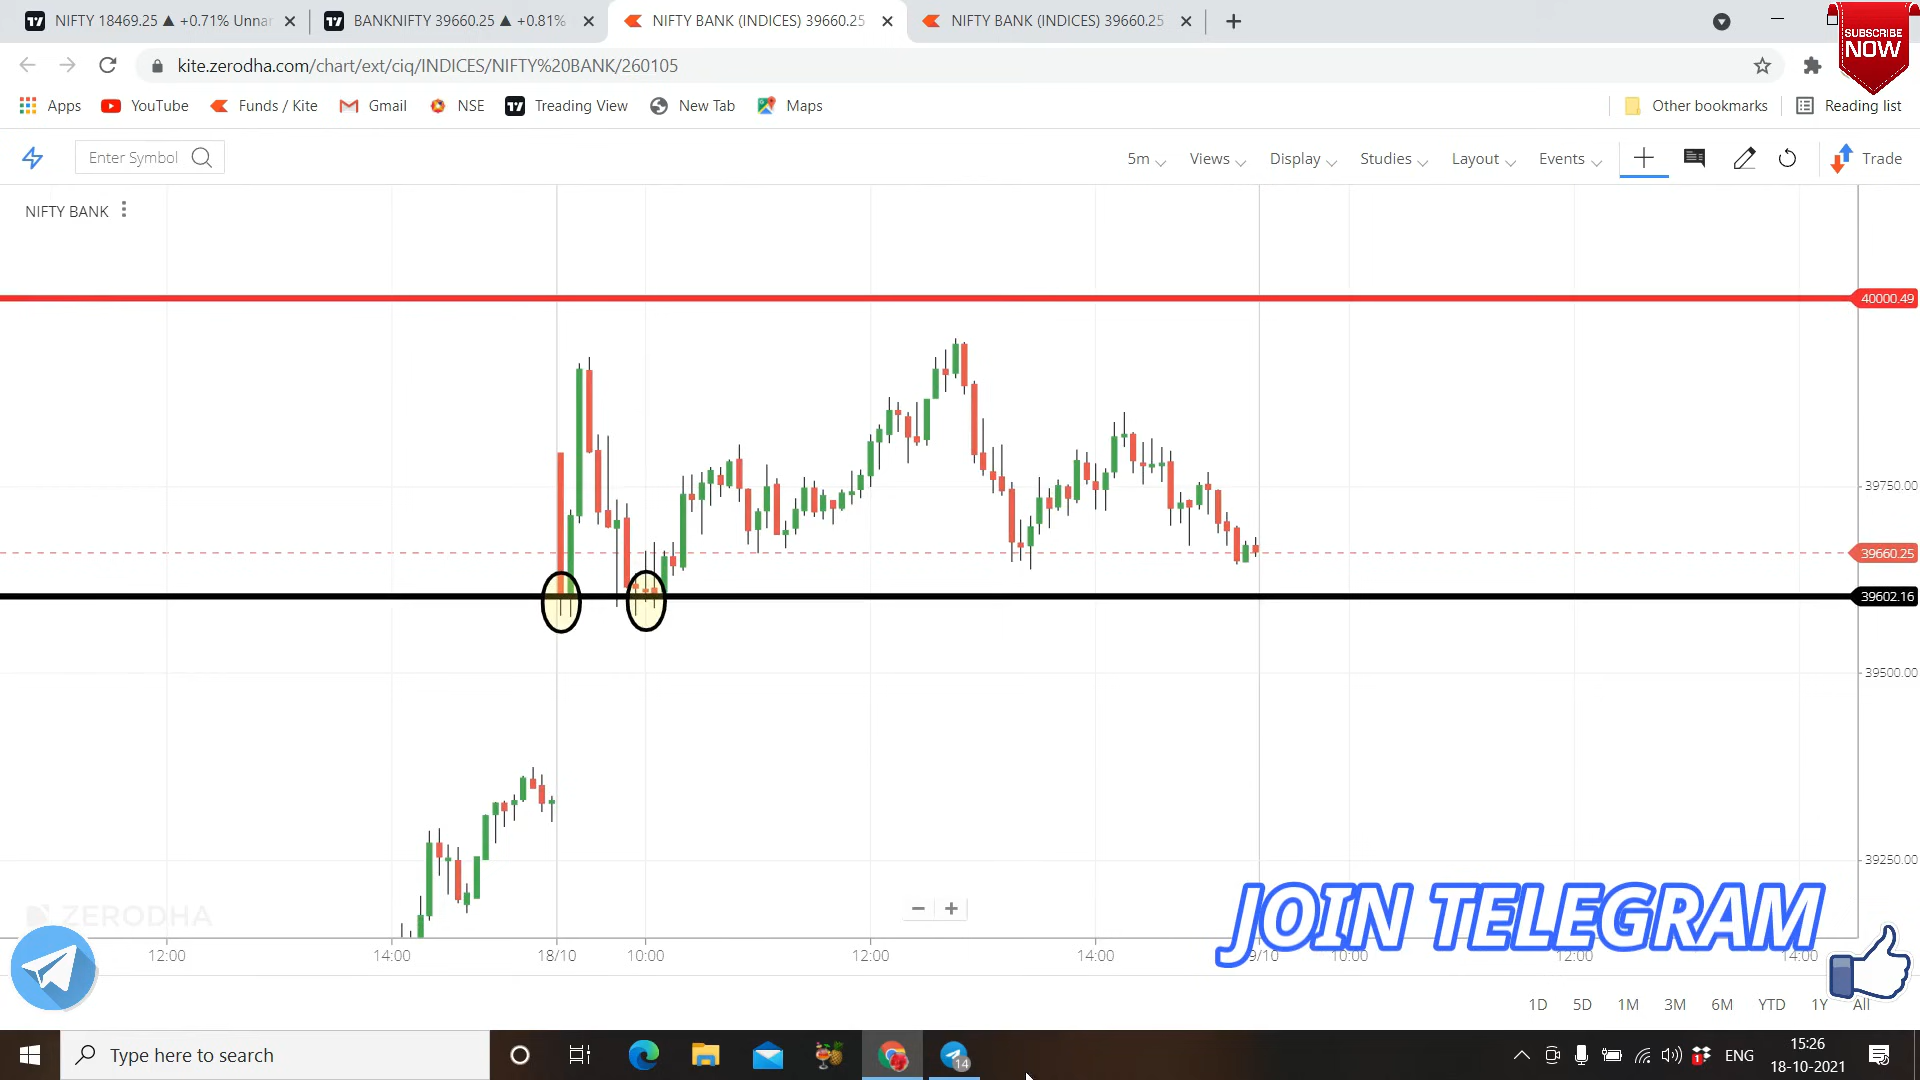 NIFTY 18469.25 ▲ +0.71% Unnar
BANKNIFTY 39660.25 ▲ +0.81%
NIFTY BANK (INDICES) 39660.25
NIFTY BANK (INDICES) 39660.25
SUBSCRIBE
NOW
kite.zerodha.com/chart/ext/ciq/INDICES/NIFTY%20BANK/260105
Apps
YouTube
Funds / Kite
Gmail
NSE
Treading View
New Tab
Maps
Other bookmarks
Reading list
Enter Symbol
5m
Views
Display
Studies
Layout
Events
Trade
NIFTY BANK
40000.49
39750.00
39660.25
39602.16
39500.00
39250.00
ZERODHA
JOIN TELEGRAM
12:00
14:00
18/10
10:00
12:00
14:00
9/10
10:00
12:00
14:00
1D
5D
1M
3M
6M
YTD
1Y
All
Type here to search
14
1
ENG
15:26
18-10-2021